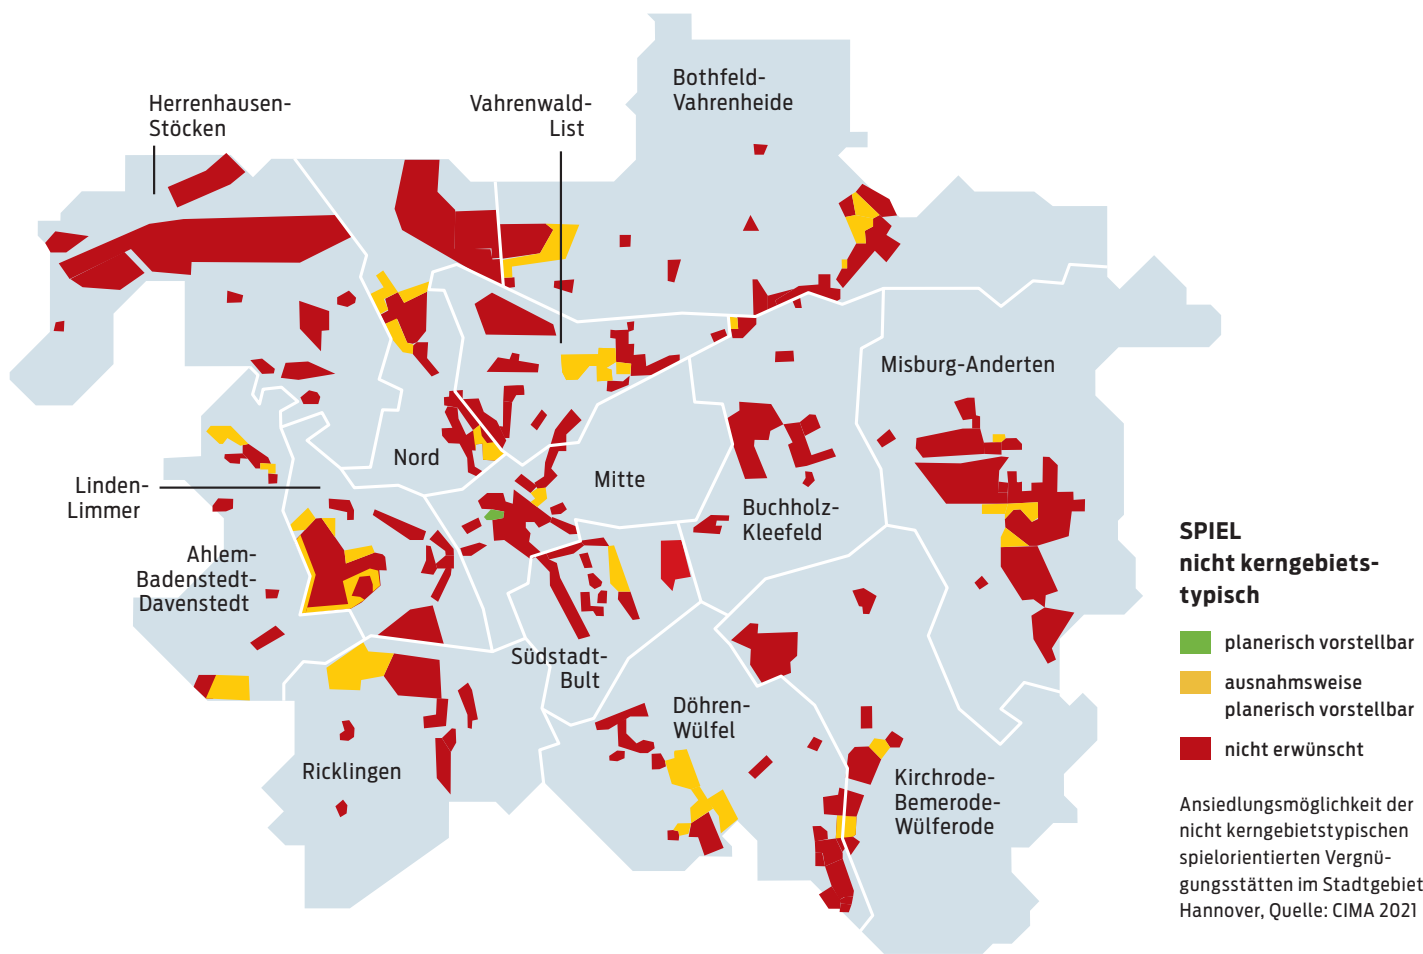 Bothfeld-
Vahrenheide
Herrenhausen-
Stöcken
Vahrenwald-
List
Misburg-Anderten
Nord
Mitte
Linden-
Limmer
Buchholz-
Kleefeld
Ahlem-
Badenstedt-
Davenstedt
Südstadt-
Bult
Döhren-
Wülfel
Ricklingen
Kirchrode-
Bemerode-
Wülferode
SPIEL
nicht kerngebiets-
typisch
planerisch vorstellbar
ausnahmsweise
planerisch vorstellbar
nicht erwünscht
Ansiedlungsmöglichkeit der
nicht kerngebietstypischen
spielorientierten Vergnü-
gungsstätten im Stadtgebiet
Hannover, Quelle: CIMA 2021